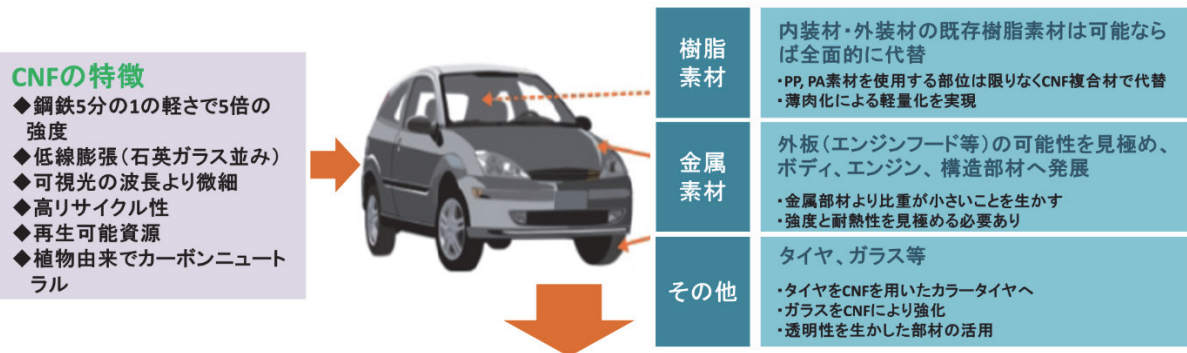 CNFの特徴
◆鋼鉄5分の1の軽さで5倍の
強度
◆低線膨張(石英ガラス並み)
◆可視光の波長より微細
◆高リサイクル性
◆再生可能資源
◆植物由来でカーボンニュート
ラル
樹脂
素材
内装材・外装材の既存樹脂素材は可能なら
ば全面的に代替
・PP, PA素材を使用する部位は限りなくCNF複合材で代替
・薄肉化による軽量化を実現
金属
素材
外板(エンジンフード等)の可能性を見極め、
ボディ、エンジン、構造部材へ発展
・金属部材より比重が小さいことを生かす
・強度と耐熱性を見極める必要あり
その他
タイヤ、ガラス等
・タイヤをCNFを用いたカラータイヤへ
・ガラスをCNFにより強化
・透明性を生かした部材の活用